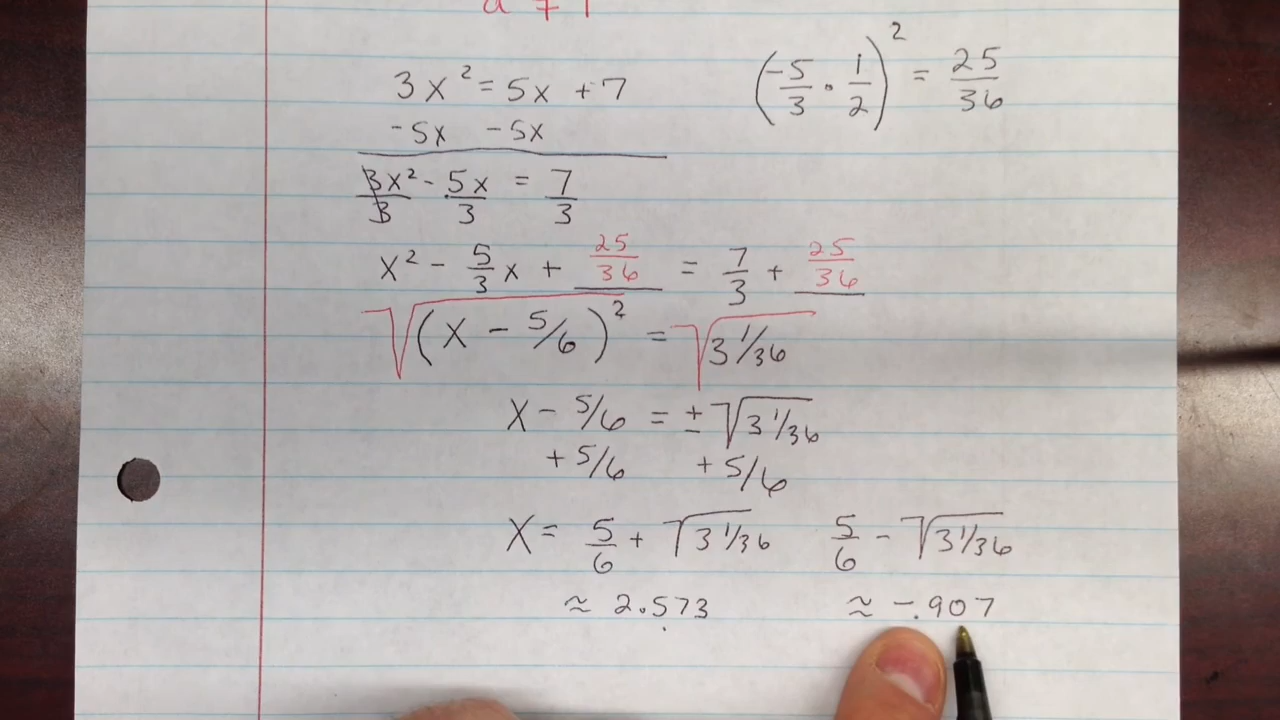 a ≠ 1
3x² = 5x + 7
(-5/3 · 1/2)² = 25/36
-5x -5x
3x²/3 - 5x/3 = 7/3
x² - 5/3 x + 25/36 = 7/3 + 25/36
√(x - 5/6)² = √3 1/36
x - 5/6 = ± √3 1/36
+ 5/6 + 5/6
x = 5/6 + √3 1/36 5/6 - √3 1/36
≈ 2.573 ≈ -.907